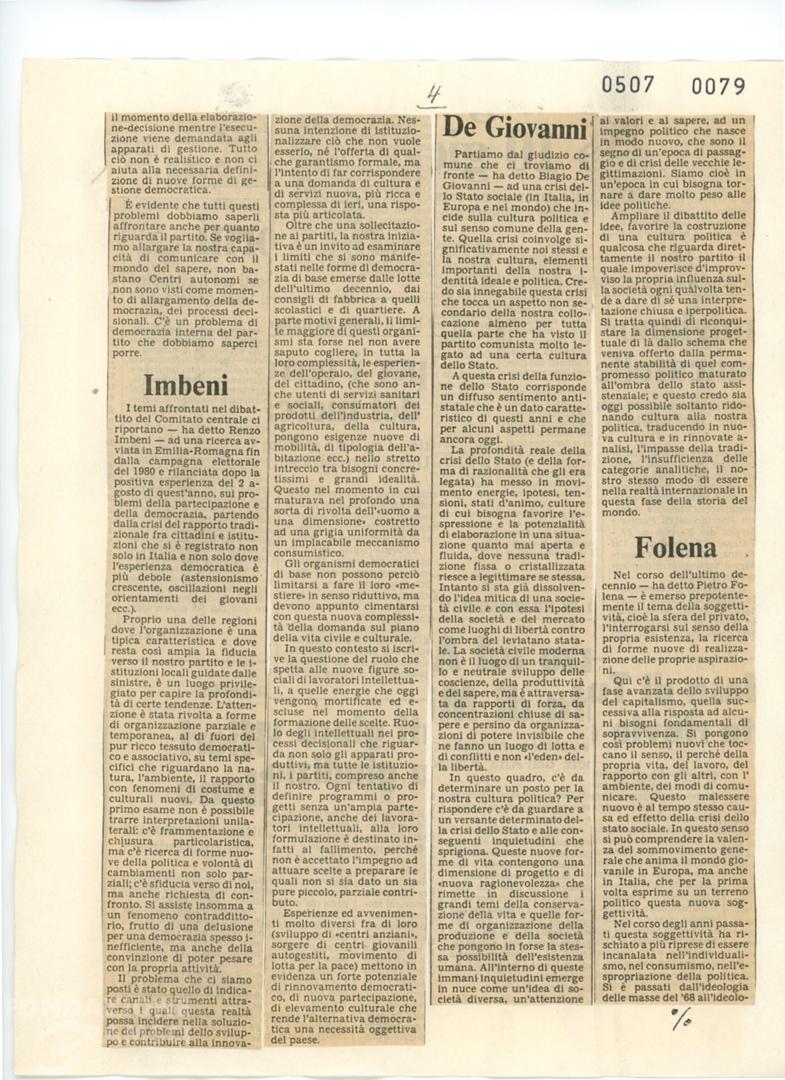 0507 0079
4
il momento della elaborazio-
ne-decisione mentre l'esecu-
zione viene demandata agli
apparati di gestione. Tutto
ciò non è realistico e non ci
aiuta alla necessaria defini-
zione di nuove forme di ge-
stione democratica.
È evidente che tutti questi
problemi dobbiamo saperli
affrontare anche per quanto
riguarda il partito. Se voglia-
mo allargare la nostra capa-
cità di comunicare con il
mondo del sapere, non ba-
stano Centri autonomi se
non sono visti come momen-
to di allargamento della de-
mocrazia, dei processi deci-
sionali. C'è un problema di
democrazia interna del par-
tito che dobbiamo saperci
porre.
Imbeni
I temi affrontati nel dibat-
tito del Comitato centrale ci
riportano — ha detto Renzo
Imbeni — ad una ricerca av-
viata in Emilia-Romagna fin
dalla campagna elettorale
del 1980 e rilanciata dopo la
positiva esperienza del 2 a-
gosto di quest'anno, sui pro-
blemi della partecipazione e
della democrazia, partendo
dalla crisi del rapporto tradi-
zionale fra cittadini e istitu-
zioni che si è registrato non
solo in Italia e non solo dove
l'esperienza democratica è
più debole (astensionismo
crescente, oscillazioni negli
orientamenti dei giovani
ecc.).
Proprio una delle regioni
dove l'organizzazione è una
tipica caratteristica e dove
resta così ampia la fiducia
verso il nostro partito e le i-
stituzioni locali guidate dalle
sinistre, è un luogo privile-
giato per capire la profondi-
tà di certe tendenze. L'atten-
zione è stata rivolta a forme
di organizzazione parziale e
temporanea, al di fuori del
pur ricco tessuto democrati-
co e associativo, su temi spe-
cifici che riguardano la na-
tura, l'ambiente, il rapporto
con fenomeni di costume e
culturali nuovi. Da questo
primo esame non è possibile
trarre interpretazioni unila-
terali: c'è frammentazione e
chiusura particolaristica,
ma c'è ricerca di forme nuo-
ve della politica e volontà di
cambiamenti non solo par-
ziali; c'è sfiducia verso di noi,
ma anche richiesta di con-
fronto. Si assiste insomma a
un fenomeno contradditto-
rio, frutto di una delusione
per una democrazia spesso i-
nefficiente, ma anche della
convinzione di poter pesare
con la propria attività.
Il problema che ci siamo
posti è stato quello di indica-
re canali e strumenti attra-
verso i quali questa realtà
possa incidere nella soluzio-
ne dei problemi dello svilup-
po e contribuire alla innova-
zione della democrazia. Nes-
suna intenzione di istituzio-
nalizzare ciò che non vuole
esserlo, né l'offerta di qual-
che garantismo formale, ma
l'intento di far corrispondere
a una domanda di cultura e
di servizi nuova, più ricca e
complessa di ieri, una rispo-
sta più articolata.
Oltre che una sollecitazio-
ne ai partiti, la nostra inizia-
tiva è un invito ad esaminare
i limiti che si sono manife-
stati nelle forme di democra-
zia di base emerse dalle lotte
dell'ultimo decennio, dai
consigli di fabbrica a quelli
scolastici e di quartiere. A
parte motivi generali, il limi-
te maggiore di questi organi-
smi sta forse nel non avere
saputo cogliere, in tutta la
loro complessità, le esperien-
ze dell'operaio, del giovane,
del cittadino, (che sono an-
che utenti di servizi sanitari
e sociali, consumatori dei
prodotti dell'industria, dell'
agricoltura, della cultura,
pongono esigenze nuove di
mobilità, di tipologia dell'a-
bitazione ecc.) nello stretto
intreccio tra bisogni concre-
tissimi e grandi idealità.
Questo nel momento in cui
maturava nel profondo una
sorta di rivolta dell'«uomo a
una dimensione» costretto
ad una grigia uniformità da
un implacabile meccanismo
consumistico.
Gli organismi democratici
di base non possono perciò
limitarsi a fare il loro «me-
stiere» in senso riduttivo, ma
devono appunto cimentarsi
con questa nuova complessi-
tà della domanda sul piano
della vita civile e culturale.
In questo contesto si iscri-
ve la questione del ruolo che
spetta alle nuove figure so-
ciali di lavoratori intellettua-
li, a quelle energie che oggi
vengono mortificate ed e-
scluse nel momento della
formazione delle scelte. Ruo-
lo degli intellettuali nei pro-
cessi decisionali che riguar-
da non solo gli apparati pro-
duttivi, ma tutte le istituzio-
ni, i partiti, compreso anche
il nostro. Ogni tentativo di
definire programmi o pro-
getti senza un'ampia parte-
cipazione, anche dei lavora-
tori intellettuali, alla loro
formulazione è destinato in-
fatti al fallimento, perché
non è accettato l'impegno ad
attuare scelte a preparare le
quali non si sia dato un sia
pure piccolo, parziale contri-
buto.
Esperienze ed avvenimen-
ti molto diversi fra di loro
(sviluppo di «centri anziani»,
sorgere di centri giovanili
autogestiti, movimento di
lotta per la pace) mettono in
evidenza un forte potenziale
di rinnovamento democrati-
co, di nuova partecipazione,
di elevamento culturale che
rende l'alternativa democra-
tica una necessità oggettiva
del paese.
De Giovanni
Partiamo dal giudizio co-
mune che ci troviamo di
fronte — ha detto Biagio De
Giovanni — ad una crisi del-
lo Stato sociale (in Italia, in
Europa e nel mondo) che in-
cide sulla cultura politica e
sul senso comune della gen-
te. Quella crisi coinvolge si-
gnificativamente noi stessi e
la nostra cultura, elementi
importanti della nostra i-
dentità ideale e politica. Cre-
do sia innegabile questa crisi
che tocca un aspetto non se-
condario della nostra collo-
cazione almeno per tutta
quella parte che ha visto il
partito comunista molto le-
gato ad una certa cultura
dello Stato.
A questa crisi della funzio-
ne dello Stato corrisponde
un diffuso sentimento anti-
statale che è un dato caratte-
ristico di questi anni e che
per alcuni aspetti permane
ancora oggi.
La profondità reale della
crisi dello Stato (e della for-
ma di razionalità che gli era
legata) ha messo in movi-
mento energie, ipotesi, ten-
sioni, stati d'animo, culture
di cui bisogna favorire l'e-
spressione e la potenzialità
di elaborazione in una situa-
zione quanto mai aperta e
fluida, dove nessuna tradi-
zione fissa o cristallizzata
riesce a legittimare se stessa.
Intanto si sta già dissolven-
do l'idea mitica di una socie-
tà civile e con essa l'ipotesi
della società e del mercato
come luoghi di libertà contro
l'ombra del leviatano stata-
le. La società civile moderna
non è il luogo di un tranquil-
lo e neutrale sviluppo delle
coscienze, della produttività
e del sapere, ma è attraversa-
ta da rapporti di forza, da
concentrazioni chiuse di sa-
pere e persino da organizza-
zioni di potere invisibile che
ne fanno un luogo di lotta e
di conflitti e non «l'eden» del-
la libertà.
In questo quadro, c'è da
determinare un posto per la
nostra cultura politica? Per
rispondere c'è da guardare a
un versante determinato del-
la crisi dello Stato e alle con-
seguenti inquietudini che
sprigiona. Queste nuove for-
me di vita contengono una
dimensione di progetto e di
«nuova ragionevolezza» che
rimette in discussione i
grandi temi della conserva-
zione della vita e quelle for-
me di organizzazione della
produzione e della società
che pongono in forse la stes-
sa possibilità dell'esistenza
umana. All'interno di queste
immani inquietudini emerge
in nuce come un'idea di so-
cietà diversa, un'attenzione
ai valori e ai sapere, ad un
impegno politico che nasce
in modo nuovo, che sono il
segno di un'epoca di passag-
gio e di crisi delle vecchie le-
gittimazioni. Siamo cioè in
un'epoca in cui bisogna tor-
nare a dare molto peso alle
idee politiche.
Ampliare il dibattito delle
idee, favorire la costruzione
di una cultura politica è
qualcosa che riguarda diret-
tamente il nostro partito il
quale impoverisce d'improv-
viso la propria influenza sul-
la società ogni quálvolta ten-
de a dare di sé una interpre-
tazione chiusa e iperpolitica.
Si tratta quindi di riconqui-
stare la dimensione proget-
tuale di là dallo schema che
veniva offerto dalla perma-
nente stabilità di quel com-
promesso politico maturato
all'ombra dello stato assi-
stenziale; e questo credo sia
oggi possibile soltanto rido-
nando cultura alla nostra
politica, traducendo in nuo-
va cultura e in rinnovate a-
nalisi, l'impasse della tradi-
zione, l'insufficienza delle
categorie analitiche, il no-
stro stesso modo di essere
nella realtà internazionale in
questa fase della storia del
mondo.
Folena
Nel corso dell'ultimo de-
cennio — ha detto Pietro Fo-
lena — è emerso prepotente-
mente il tema della soggetti-
vità, cioè la sfera del privato,
l'interrogarsi sul senso della
propria esistenza, la ricerca
di forme nuove di realizza-
zione delle proprie aspirazio-
ni.
Qui c'è il prodotto di una
fase avanzata dello sviluppo
del capitalismo, quella suc-
cessiva alla risposta ad alcu-
ni bisogni fondamentali di
sopravvivenza. Si pongono
così problemi nuovi che toc-
cano il senso, il perché della
propria vita, del lavoro, del
rapporto con gli altri, con l'
ambiente, dei modi di comu-
nicare. Questo malessere
nuovo è al tempo stesso cau-
sa ed effetto della crisi dello
stato sociale. In questo senso
si può comprendere la valen-
za del sommovimento gene-
rale che anima il mondo gio-
vanile in Europa, ma anche
in Italia, che per la prima
volta esprime su un terreno
politico questa nuova sog-
gettività.
Nel corso degli anni passa-
ti questa soggettività ha ri-
schiato a più riprese di essere
incanalata nell'individuali-
smo, nel consumismo, nell'e-
spropriazione della politica.
Si è passati dall'ideologia
delle masse del '68 all'ideolo-
%